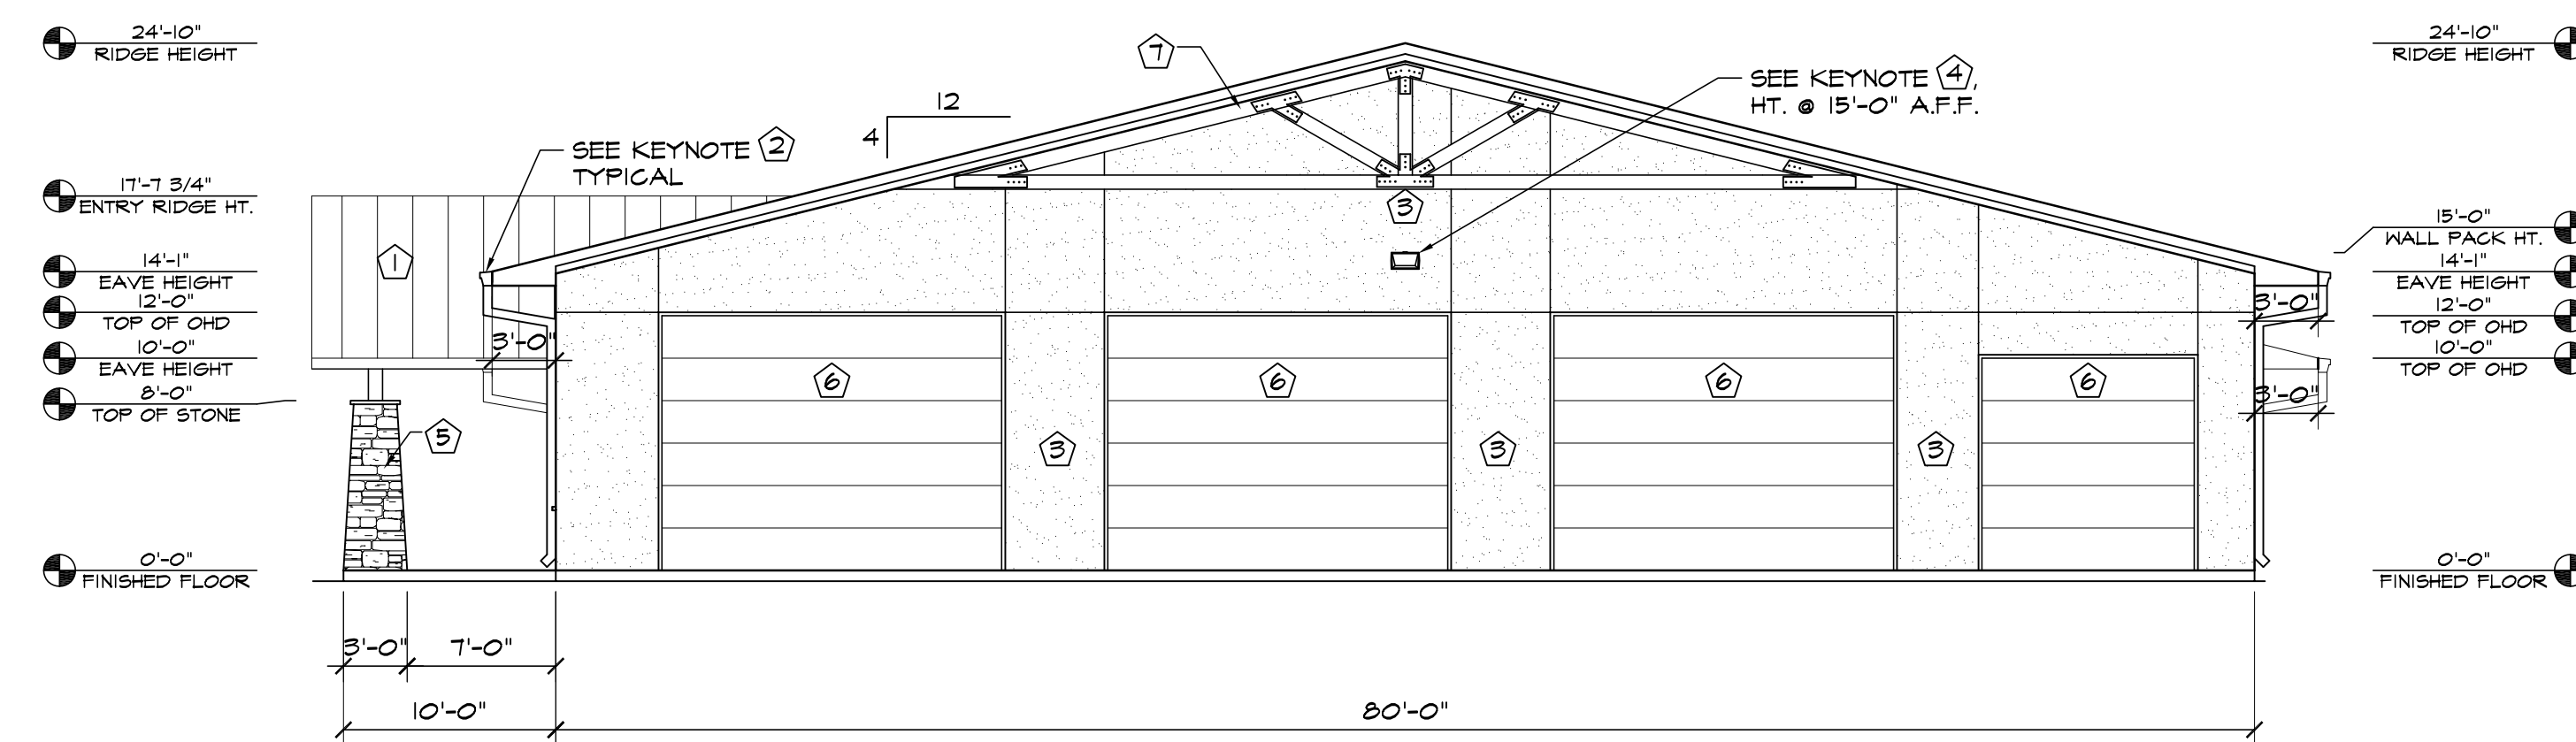 24'-10"
RIDGE HEIGHT
17'-7 3/4"
ENTRY RIDGE HT.
14'-1"
EAVE HEIGHT
12'-0"
TOP OF OHD
10'-0"
EAVE HEIGHT
8'-0"
TOP OF STONE
0'-0"
FINISHED FLOOR
SEE KEYNOTE 2
TYPICAL
12
4
7
SEE KEYNOTE 4,
HT. @ 15'-0" A.F.F.
1
3
3'-0"
5
6
6
6
6
3
3
3
3'-0"
3'-0"
24'-10"
RIDGE HEIGHT
15'-0"
WALL PACK HT.
14'-1"
EAVE HEIGHT
12'-0"
TOP OF OHD
10'-0"
TOP OF OHD
0'-0"
FINISHED FLOOR
3'-0"
7'-0"
10'-0"
80'-0"